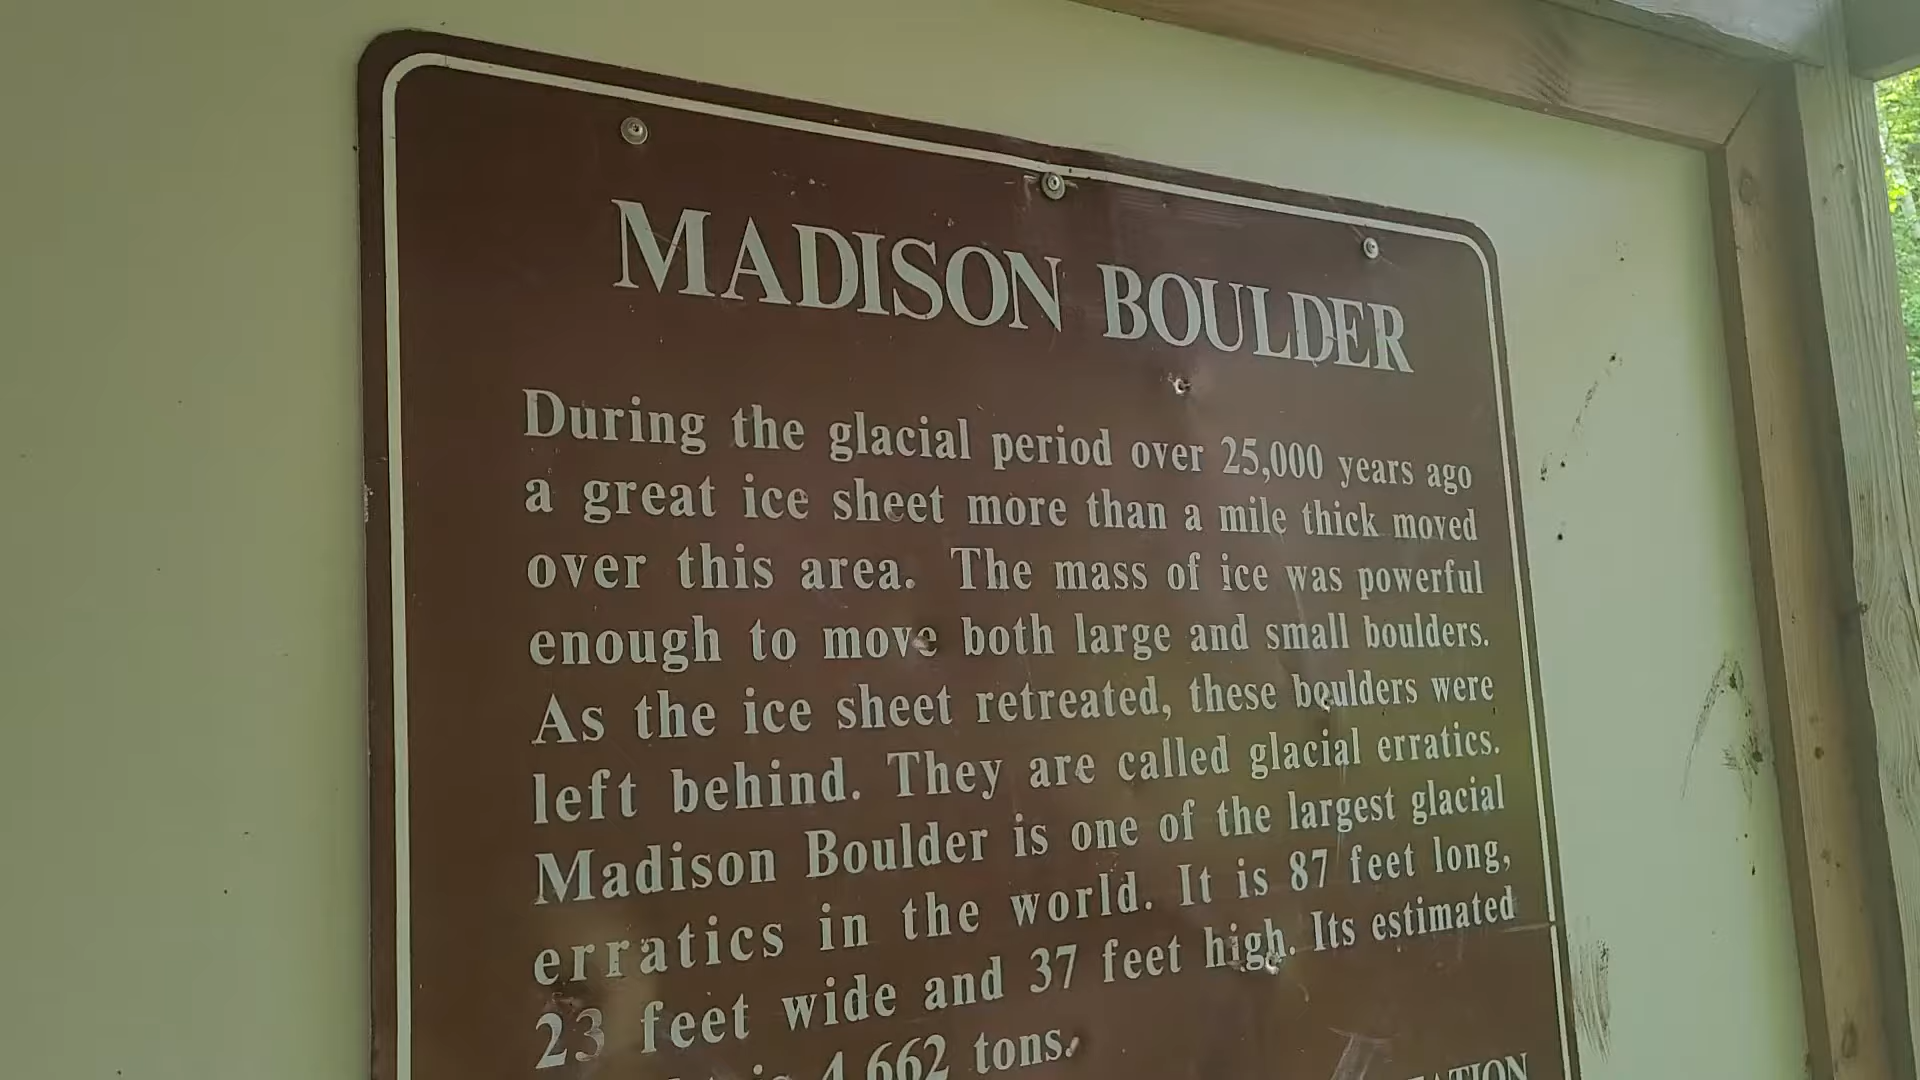 MADISON BOULDER
During the glacial period over 25,000 years ago
a great ice sheet more than a mile thick moved
over this area. The mass of ice was powerful
enough to move both large and small boulders.
As the ice sheet retreated, these boulders were
left behind. They are called glacial erratics.
Madison Boulder is one of the largest glacial
erratics in the world. It is 87 feet long,
23 feet wide and 37 feet high. Its estimated
is 4,662 tons.